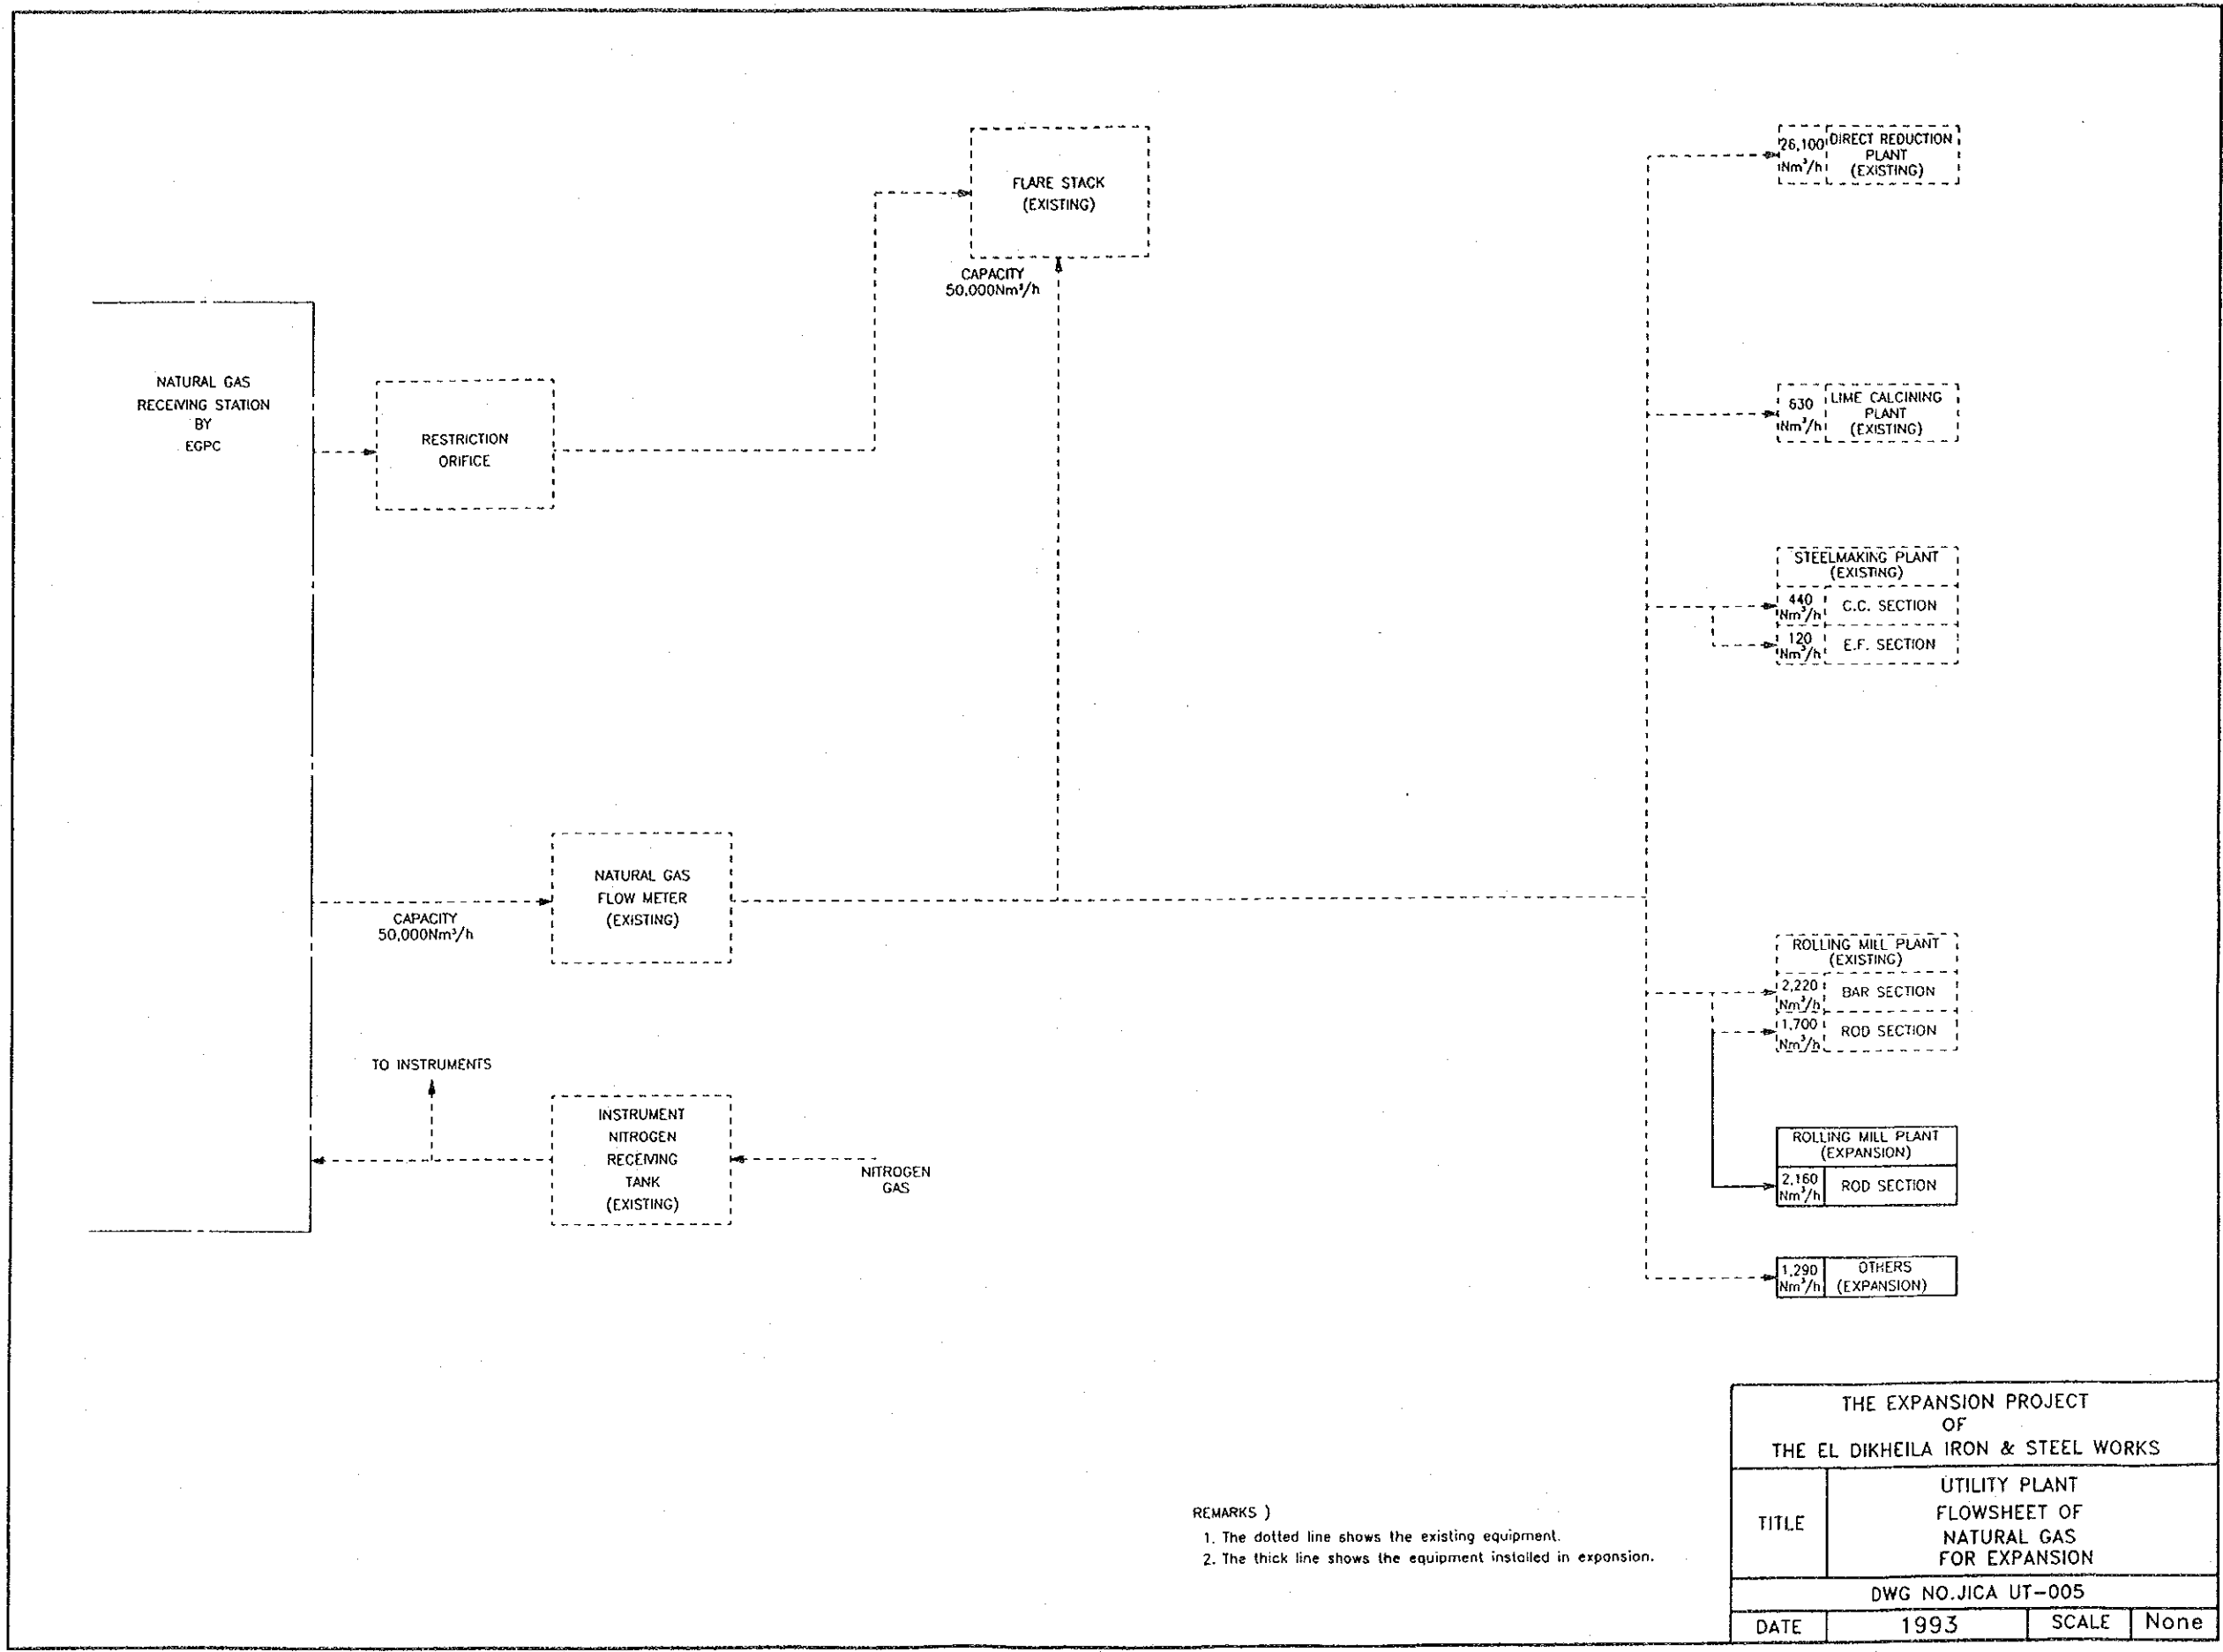 FLARE STACK
(EXISTING)
CAPACITY
50,000Nm³/h
NATURAL GAS
RECEIVING STATION
BY
EGPC
RESTRICTION
ORIFICE
NATURAL GAS
FLOW METER
(EXISTING)
CAPACITY
50,000Nm³/h
TO INSTRUMENTS
INSTRUMENT
NITROGEN
RECEIVING
TANK
(EXISTING)
NITROGEN
GAS
26,100
Nm³/h
DIRECT REDUCTION
PLANT
(EXISTING)
630
Nm³/h
LIME CALCINING
PLANT
(EXISTING)
STEELMAKING PLANT
(EXISTING)
440
Nm³/h
C.C. SECTION
120
Nm³/h
E.F. SECTION
ROLLING MILL PLANT
(EXISTING)
2,220
Nm³/h
BAR SECTION
1,700
Nm³/h
ROD SECTION
ROLLING MILL PLANT
(EXPANSION)
2,160
Nm³/h
ROD SECTION
1,290
Nm³/h
OTHERS
(EXPANSION)
REMARKS )
1. The dotted line shows the existing equipment.
2. The thick line shows the equipment installed in expansion.
THE EXPANSION PROJECT
OF
THE EL DIKHEILA IRON & STEEL WORKS
TITLE
UTILITY PLANT
FLOWSHEET OF
NATURAL GAS
FOR EXPANSION
DWG NO.JICA UT-005
DATE 1993 SCALE None